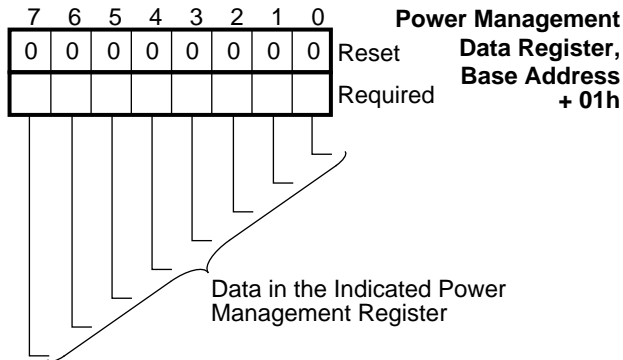 7 6 5 4 3 2 1 0
Power Management
0 0 0 0 0 0 0 0 Reset
Data Register,
Base Address
Required
+ 01h
Data in the Indicated Power
Management Register